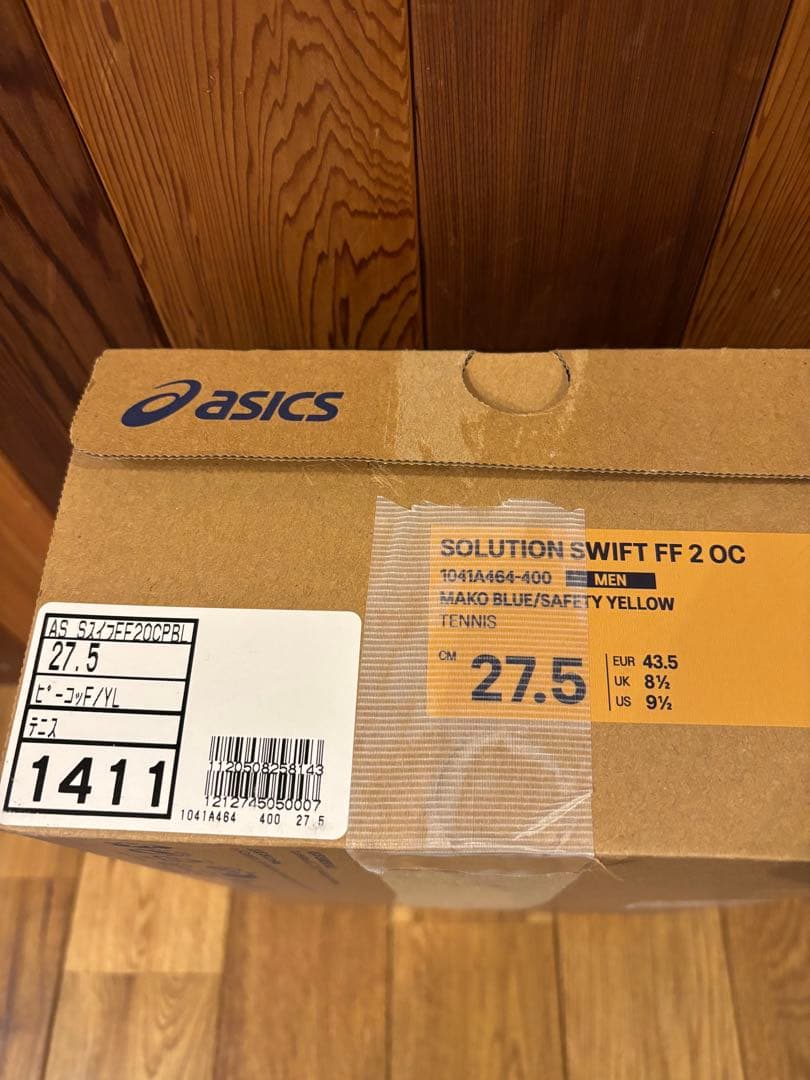 asics
SOLUTION SWIFT FF 2 OC
1041A464-400 MEN
MAKO BLUE/SAFETY YELLOW
TENNIS
CM 27.5
EUR 43.5
UK 8½
US 9½
AS SスイフFF2OCPBL
27.5
ピーコッF/YL
テニス
1411
1120508258143
1212745050007
1041A464 400 27.5